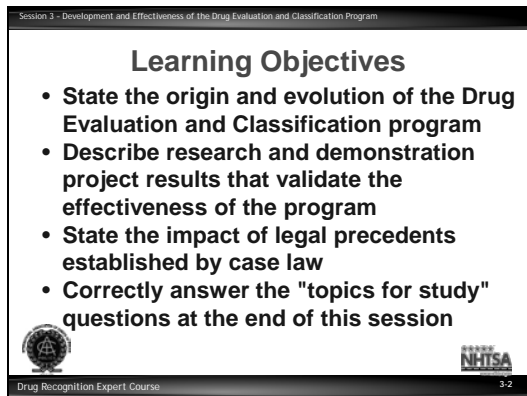 Session 3 - Development and Effectiveness of the Drug Evaluation and Classification Program
Learning Objectives
• State the origin and evolution of the Drug
Evaluation and Classification program
• Describe research and demonstration
project results that validate the
effectiveness of the program
• State the impact of legal precedents
established by case law
• Correctly answer the "topics for study"
questions at the end of this session
NHTSA
Drug Recognition Expert Course
3-2